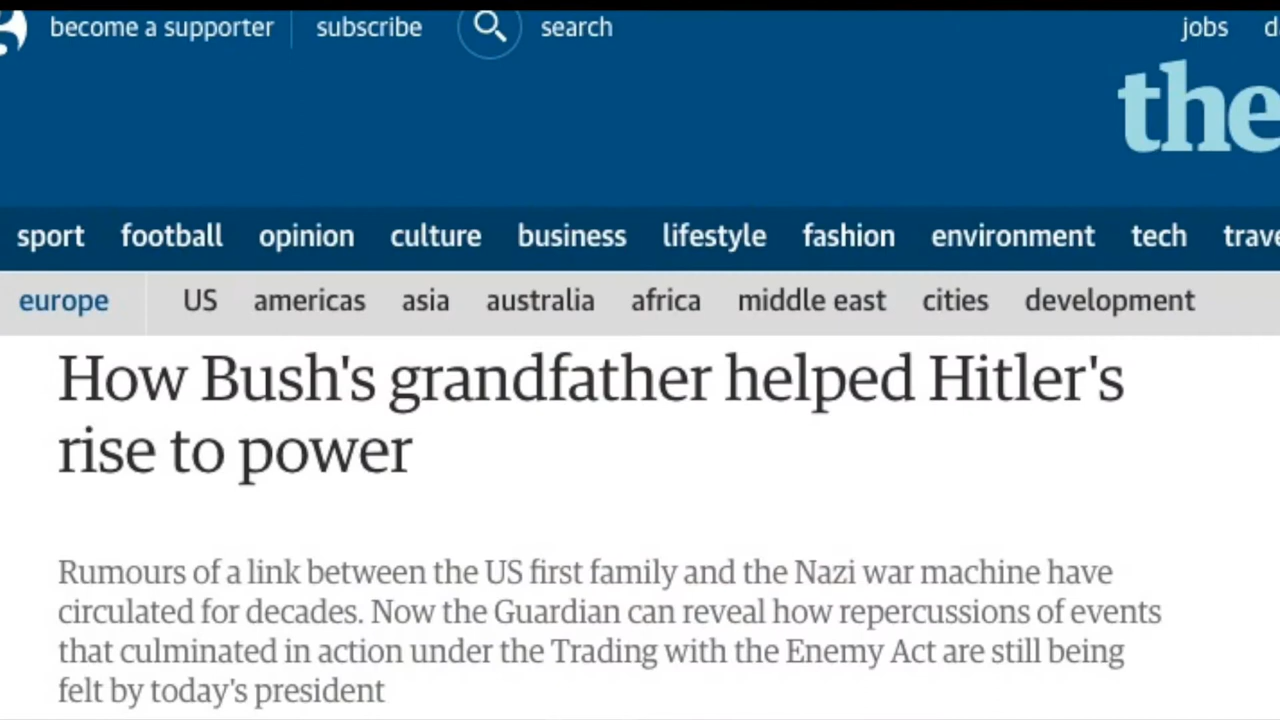 become a supporter subscribe search jobs
the
sport football opinion culture business lifestyle fashion environment tech
europe US americas asia australia africa middle east cities development
How Bush's grandfather helped Hitler's
rise to power
Rumours of a link between the US first family and the Nazi war machine have
circulated for decades. Now the Guardian can reveal how repercussions of events
that culminated in action under the Trading with the Enemy Act are still being
felt by today's president